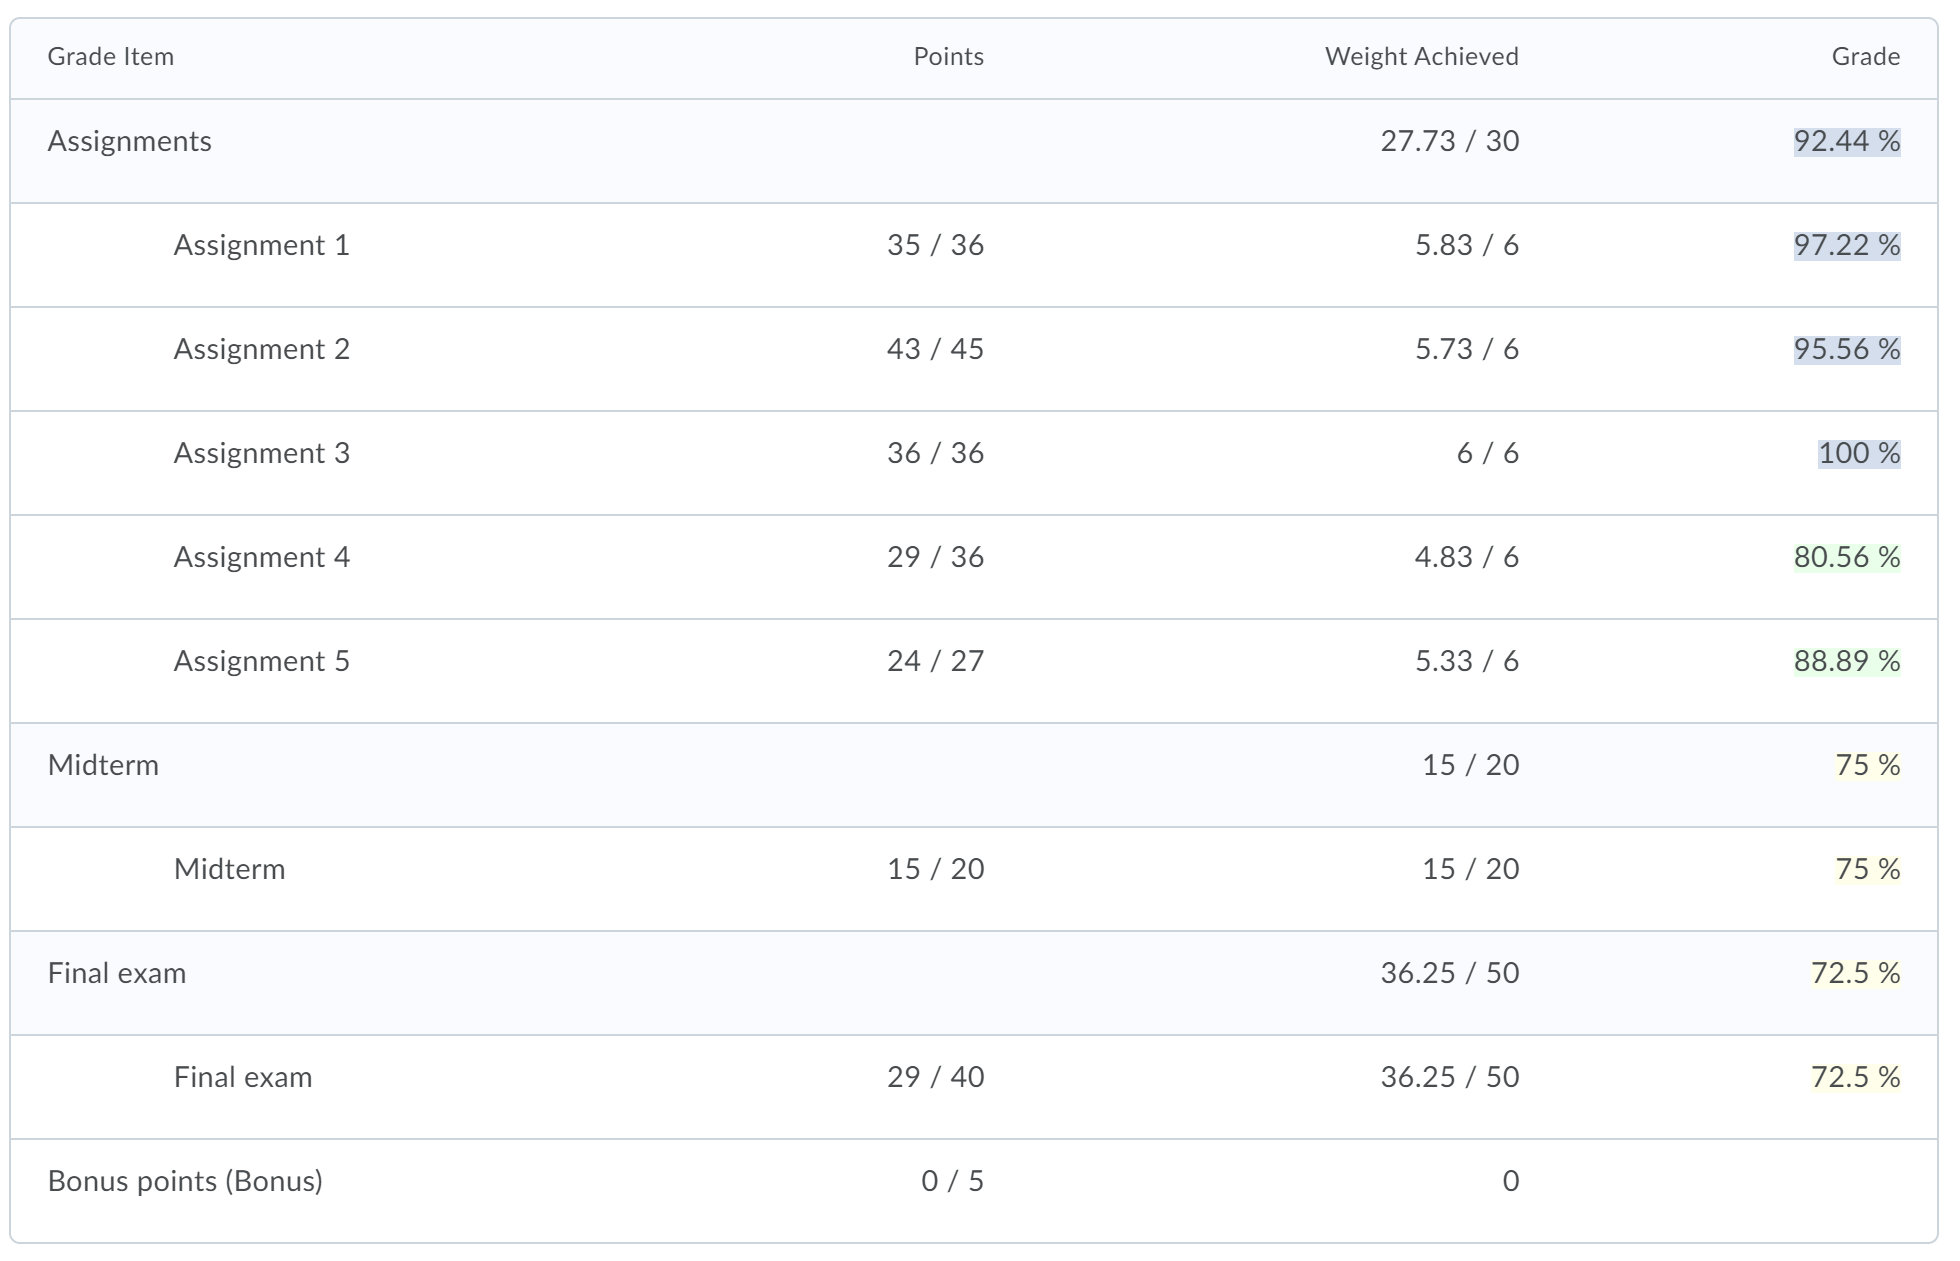 Grade Item Points Weight Achieved Grade
Assignments 27.73 / 30 92.44 %
Assignment 1 35 / 36 5.83 / 6 97.22 %
Assignment 2 43 / 45 5.73 / 6 95.56 %
Assignment 3 36 / 36 6 / 6 100 %
Assignment 4 29 / 36 4.83 / 6 80.56 %
Assignment 5 24 / 27 5.33 / 6 88.89 %
Midterm 15 / 20 75 %
Midterm 15 / 20 15 / 20 75 %
Final exam 36.25 / 50 72.5 %
Final exam 29 / 40 36.25 / 50 72.5 %
Bonus points (Bonus) 0 / 5 0